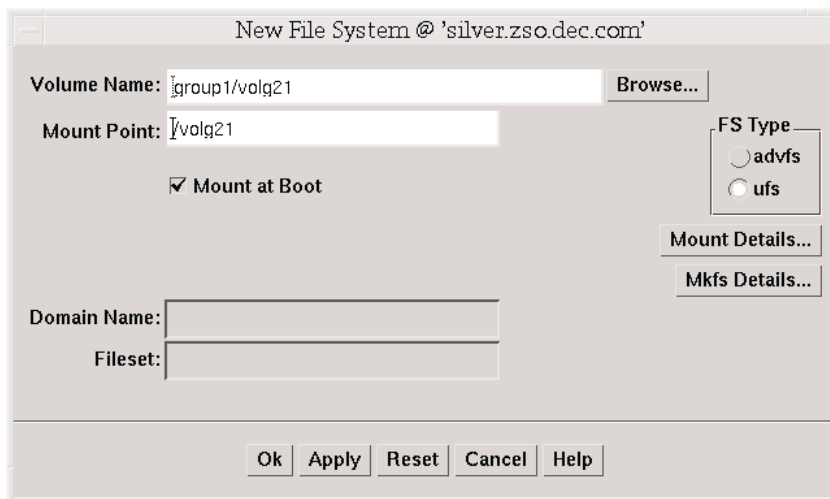 New File System @ 'silver.zso.dec.com'
Volume Name: group1/volg21 Browse...
Mount Point: /volg21
FS Type
advfs
Mount at Boot
ufs
Mount Details...
Mkfs Details...
Domain Name:
Fileset:
Ok Apply Reset Cancel Help